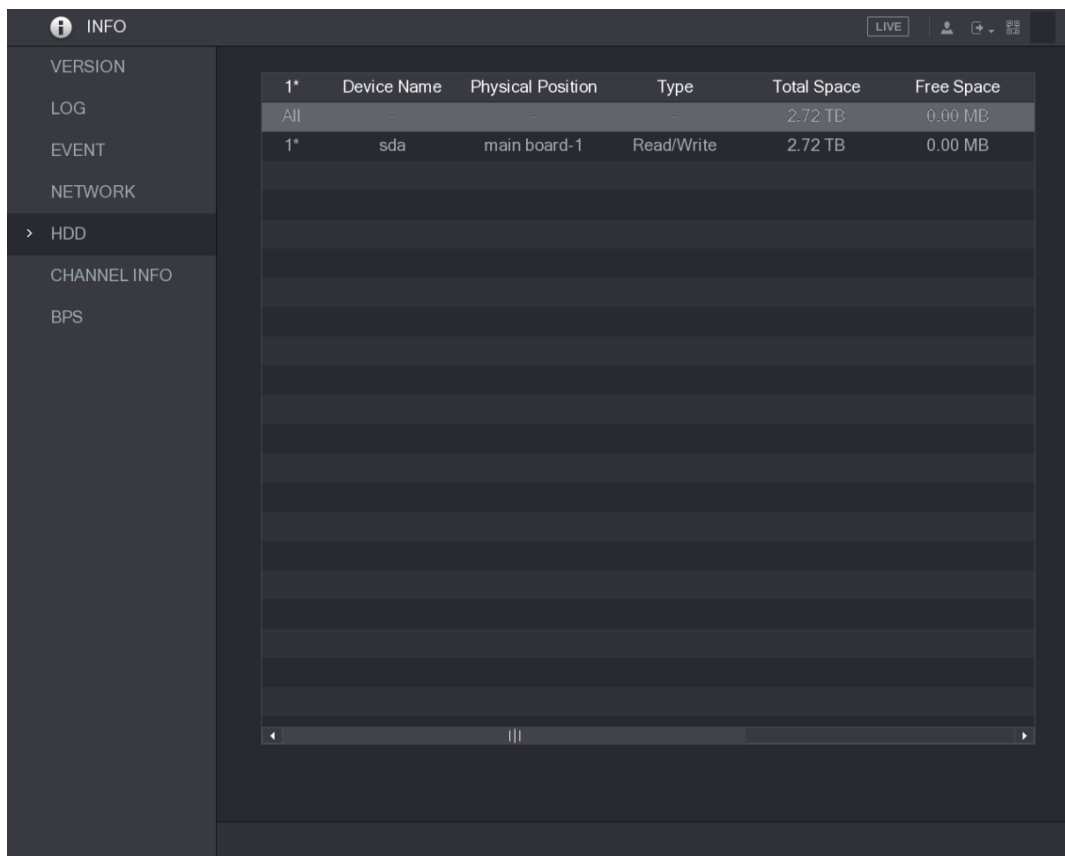 INFO LIVE
VERSION
LOG
EVENT
NETWORK
HDD
CHANNEL INFO
BPS
1* Device Name Physical Position Type Total Space Free Space
All - - - 2.72 TB 0.00 MB
1* sda main board-1 Read/Write 2.72 TB 0.00 MB